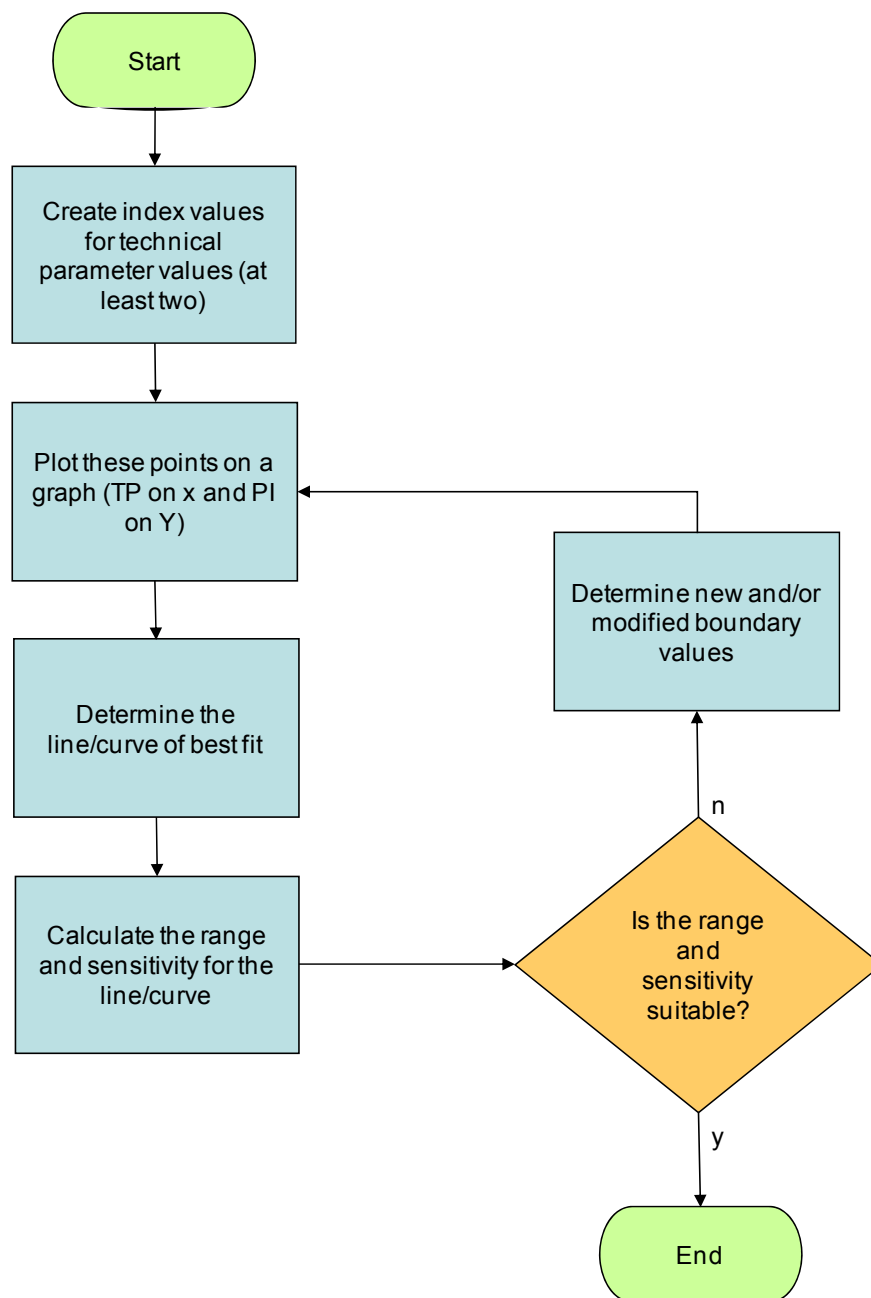 Start
Create index values
for technical
parameter values (at
least two)
Plot these points on a
graph (TP on x and PI
on Y)
Determine new and/or
modified boundary
values
Determine the
line/curve of best fit
n
Calculate the range
and sensitivity for the
line/curve
Is the range
and
sensitivity
suitable?
y
End